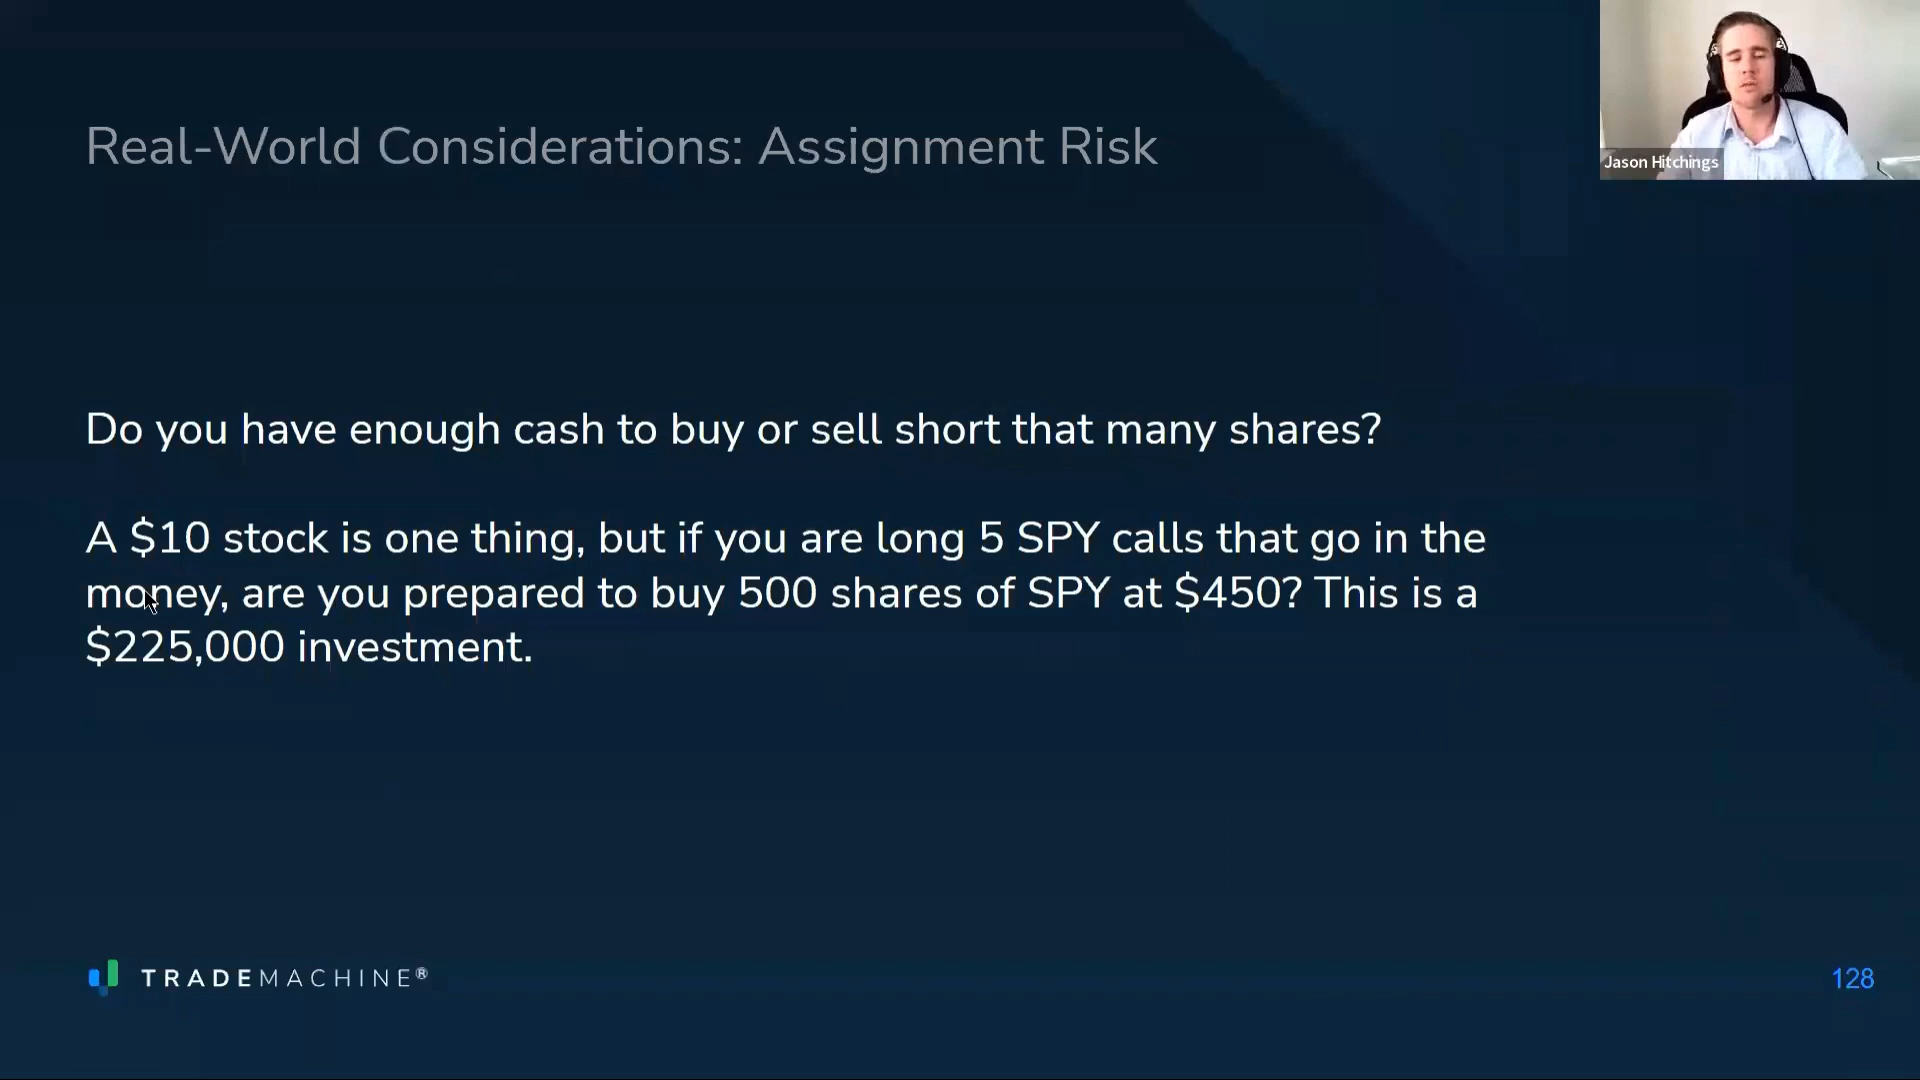 Real-World Considerations: Assignment Risk
Jason Hitchings
Do you have enough cash to buy or sell short that many shares?
A $10 stock is one thing, but if you are long 5 SPY calls that go in the
money, are you prepared to buy 500 shares of SPY at $450? This is a
$225,000 investment.
TRADEMACHINE®
128